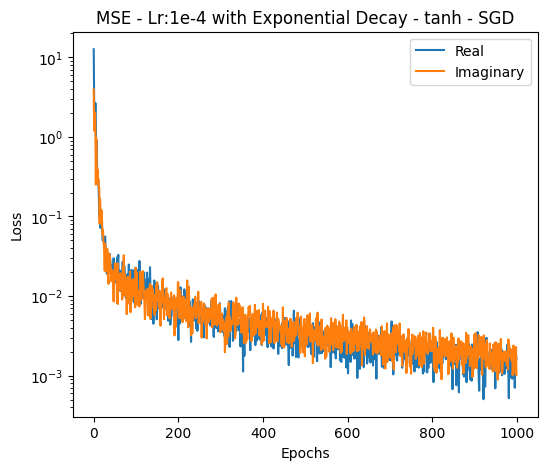 MSE - Lr:1e-4 with Exponential Decay - tanh - SGD
Real
Imaginary
Loss
10¹
10⁰
10⁻¹
10⁻²
10⁻³
0 200 400 600 800 1000
Epochs